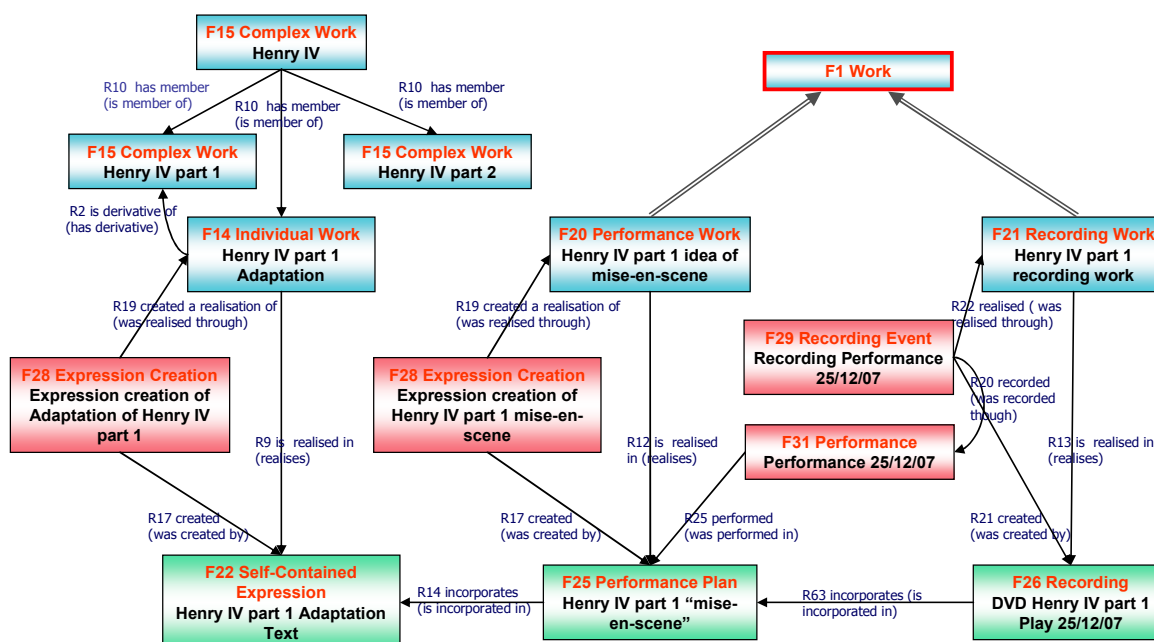 F15 Complex Work
Henry IV
R10  has member
(is member of)
R10  has member
(is member of)
R10  has member
(is member of)
F1 Work
F15 Complex Work
Henry IV part 1
F15 Complex Work
Henry IV part 2
R2 is derivative of
(has derivative)
F14 Individual Work
Henry IV part 1
Adaptation
F20 Performance Work
Henry IV part 1 idea of
mise-en-scene
F21 Recording Work
Henry IV part 1
recording work
R19 created a realisation of
(was realised through)
R19 created a realisation of
(was realised through)
R22 realised ( was
realised through)
F28 Expression Creation
Expression creation of
Adaptation of Henry IV
part 1
F28 Expression Creation
Expression creation of
Henry IV part 1 mise-en-
scene
F29 Recording Event
Recording Performance
25/12/07
R20 recorded
(was recorded
though)
R9 is realised in
(realises)
R12 is  realised
in (realises)
F31 Performance
Performance 25/12/07
R13 is  realised in
(realises)
R17 created
(was created by)
R17 created
(was created by)
R25 performed
(was performed in)
R21 created
(was created by)
F22 Self-Contained
Expression
Henry IV part 1 Adaptation
Text
R14 incorporates
(is incorporated in)
F25 Performance Plan
Henry IV part 1 “mise-
en-scene”
R63 incorporates (is
incorporated in)
F26 Recording
DVD Henry IV part 1
Play 25/12/07